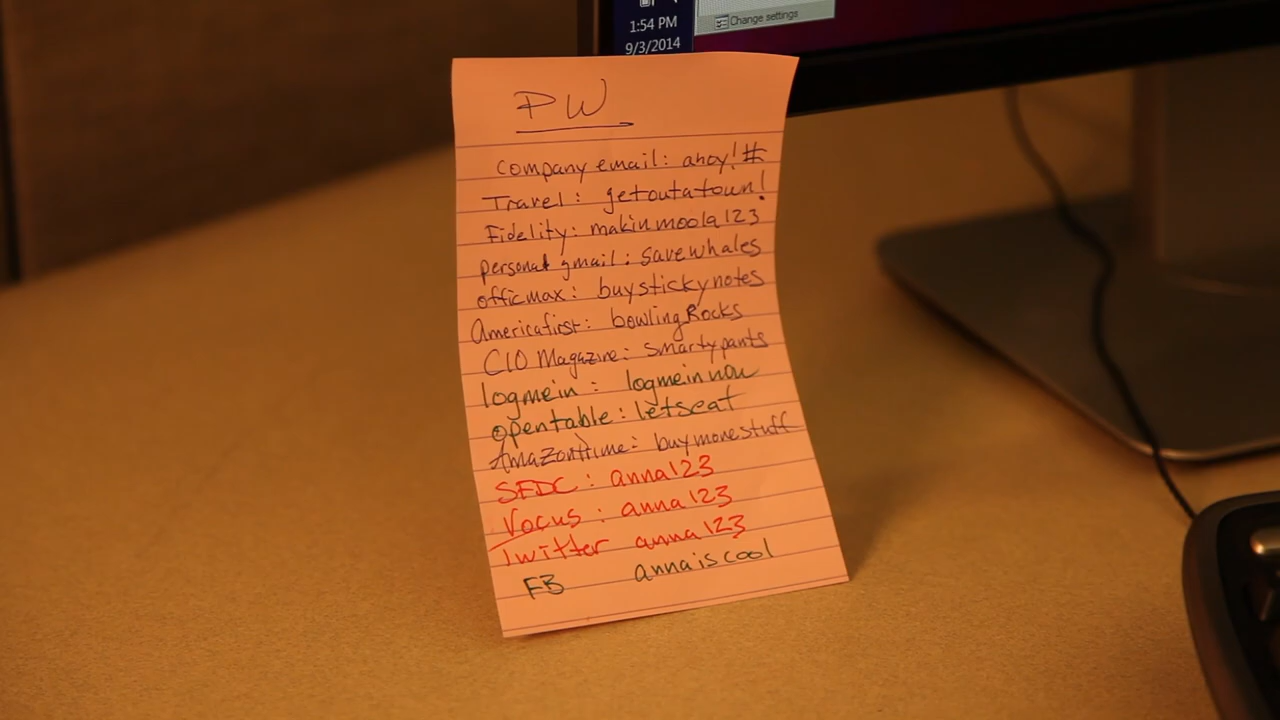 1:54 PM
9/3/2014
Change settings
PW
company email: ahoy!#
Travel: getoutatown!
Fidelity: makinmoola123
personal gmail: savewhales
officmax: buystickynotes
Americafirst: bowlingRocks
CIO Magazine: smartypants
logmein: logmeinnow
opentable: letseat
buymorestuff
SFDC: anna123
Vocus: anna123
Twitter anna123
FB annaiscool